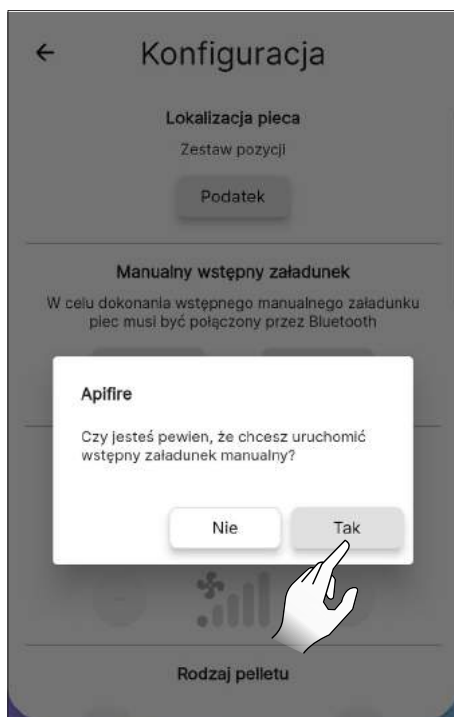 Konfiguracja
Lokalizacja pieca
Zestaw pozycji
Podatek
Manualny wstępny załadunek
W celu dokonania wstępnego manualnego załadunku
piec musi być połączony przez Bluetooth
Apifire
Czy jesteś pewien, że chcesz uruchomić
wstępny załadunek manualny?
Nie
Tak
Rodzaj pelletu